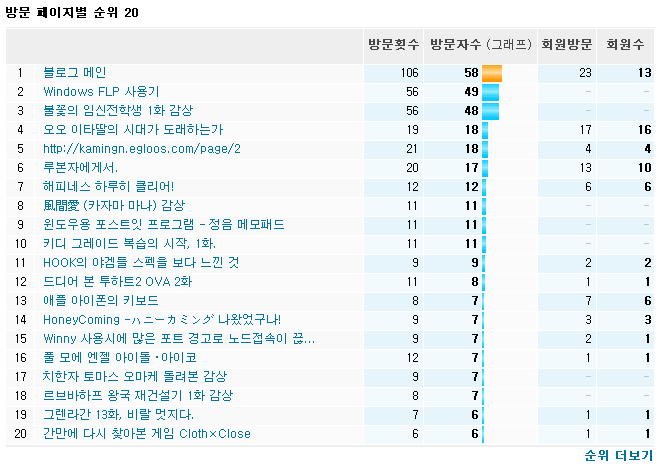 방문 페이지별 순위 20
방문횟수 방문자수 (그래프) 회원방문 회원수
1 블로그 메인 106 58 23 13
2 Windows FLP 사용기 56 49 - -
3 불꽃의 임신전학생 1화 감상 56 48 - -
4 오오 이타딸의 시대가 도래하는가 19 18 17 16
5 http://kamingn.egloos.com/page/2 21 18 4 4
6 루본자에게서. 20 17 13 10
7 해피네스 하루히 클리어! 12 12 6 6
8 風間愛 (카자마 마나) 감상 11 11 - -
9 윈도우용 포스트잇 프로그램 - 정음 메모패드 11 11 - -
10 키디 그레이드 복습의 시작, 1화. 11 11 - -
11 HOOK의 야겜들 스펙을 보다 느낀 것 9 9 2 2
12 드디어 본 투하트2 OVA 2화 11 8 1 1
13 애플 아이폰의 키보드 8 7 7 6
14 HoneyComing -ハニーカミング 나왔었구나! 9 7 3 3
15 Winny 사용시에 많은 포트 경고로 노드접속이 끊... 9 7 2 1
16 풀 모에 엔젤 아이돌·아이코 12 7 1 1
17 치한자 토마스 오마케 돌려본 감상 9 7 - -
18 르브바하프 왕국 재건설기 1화 감상 8 7 - -
19 그렌라간 13화, 비랄 멋지다. 7 6 1 1
20 간만에 다시 찾아본 게임 Cloth×Close 6 6 1 1
순위 더보기